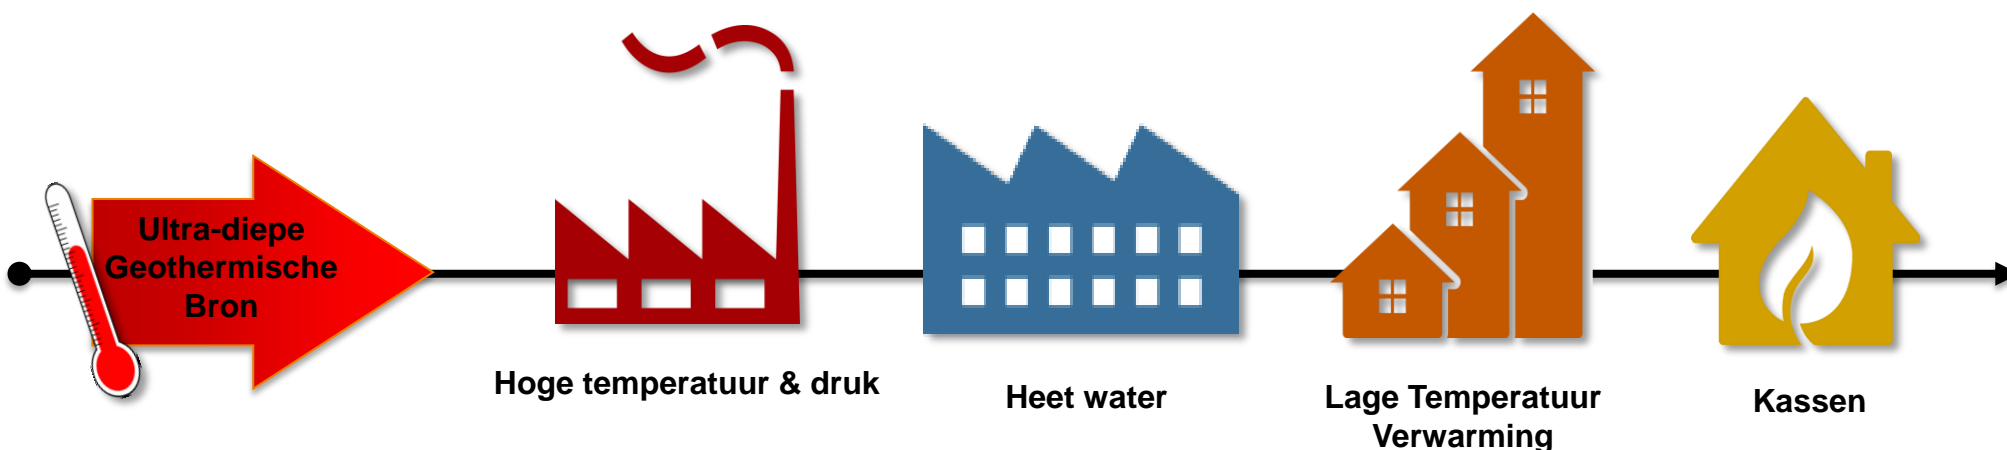 Ultra-diepe
Geothermische
Bron
Hoge temperatuur & druk
Heet water
Lage Temperatuur
Verwarming
Kassen